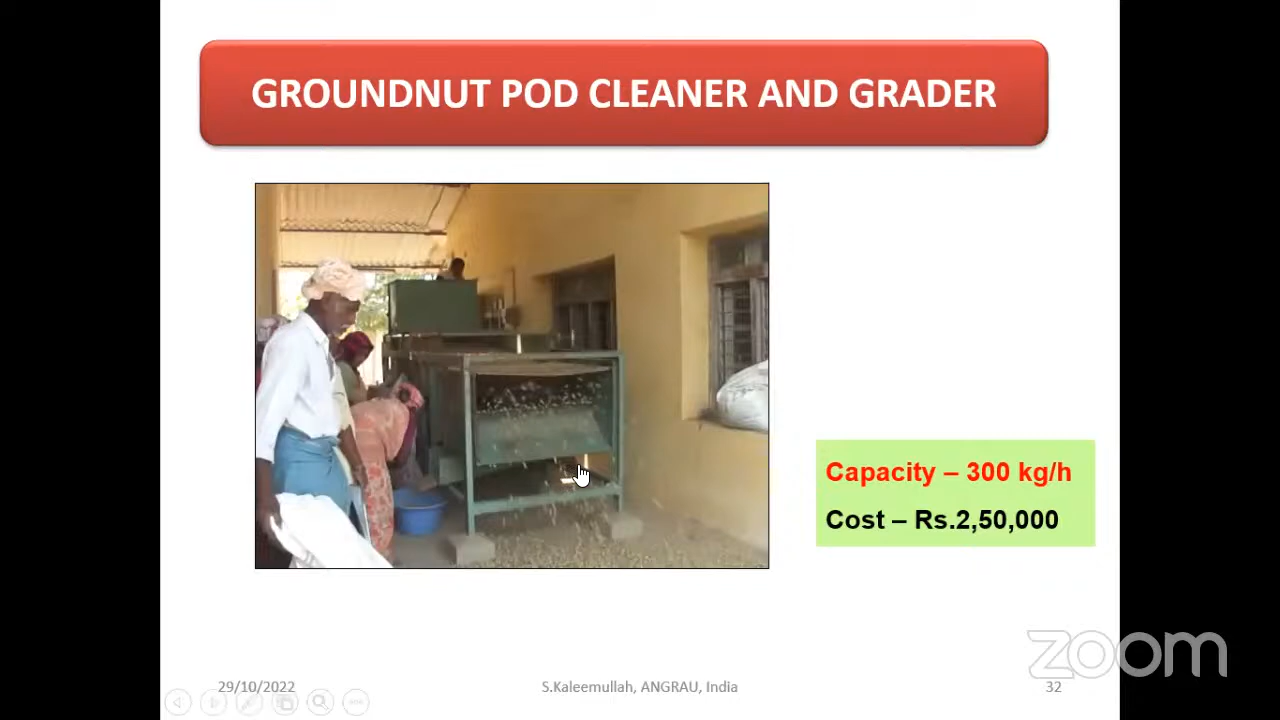 GROUNDNUT POD CLEANER AND GRADER
Capacity – 300 kg/h
Cost – Rs.2,50,000
zoom
29/10/2022
S.Kaleemullah, ANGRAU, India
32